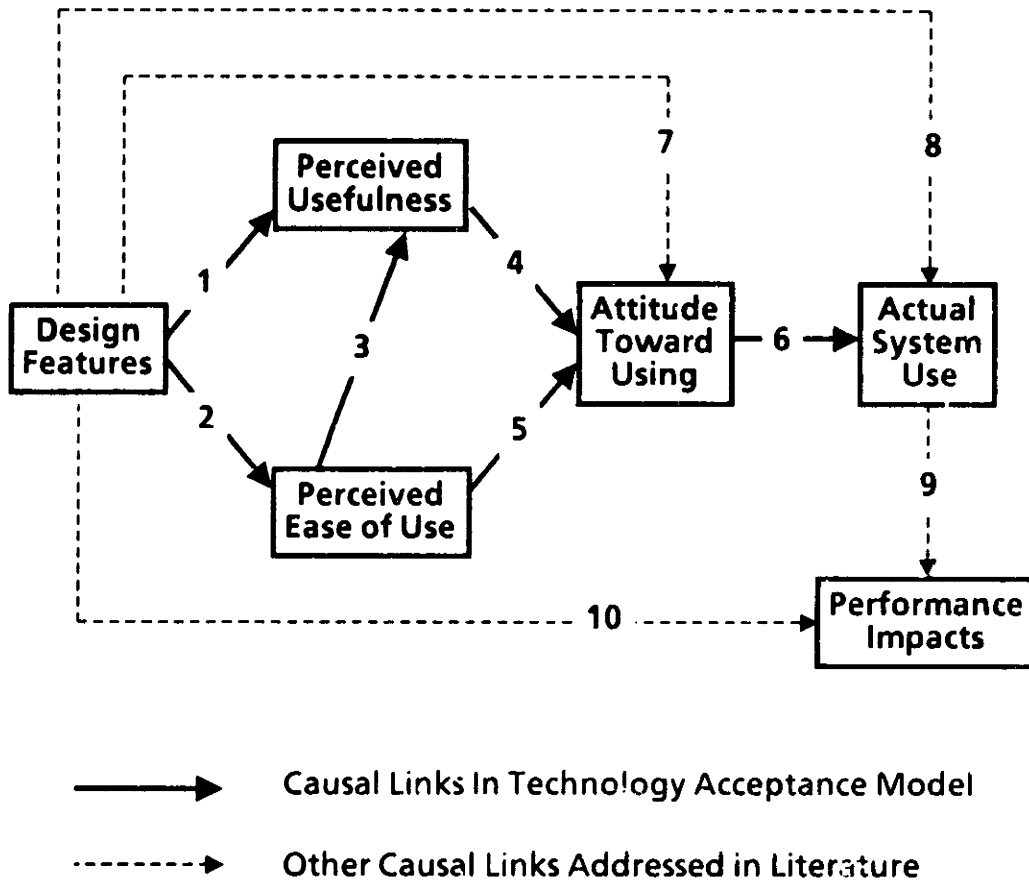 7
8
Perceived
Usefulness
1
4
Design
Features
3
Attitude
Toward
Using
6
Actual
System
Use
2
5
Perceived
Ease of Use
9
10
Performance
Impacts
Causal Links In Technology Acceptance Model
Other Causal Links Addressed in Literature